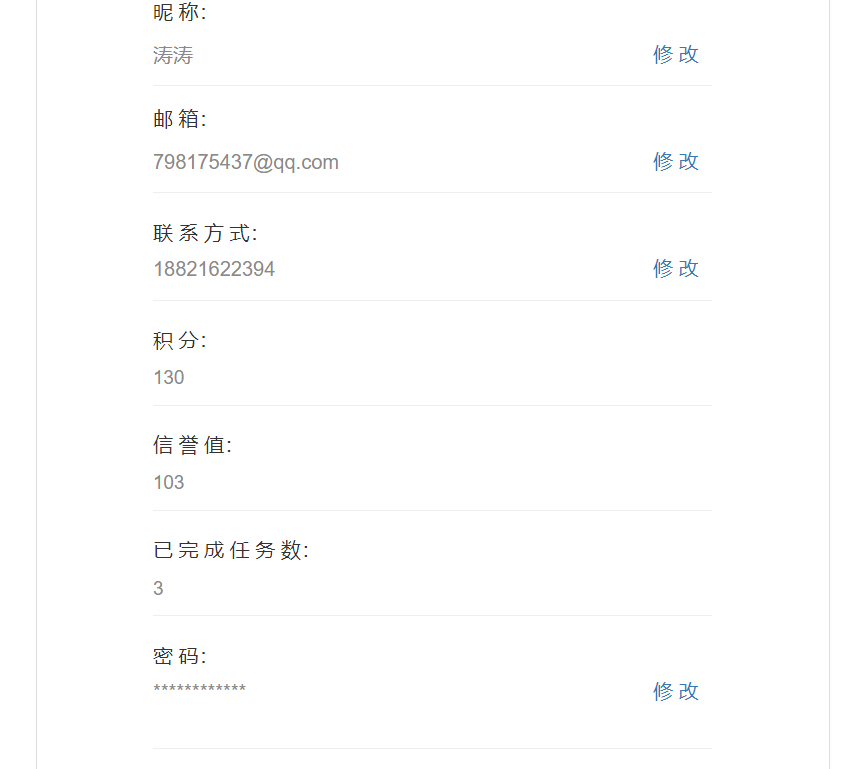 昵称:
涛涛 修改
邮箱:
798175437@qq.com 修改
联系方式:
18821622394 修改
积分:
130
信誉值:
103
已完成任务数:
3
密码:
************ 修改